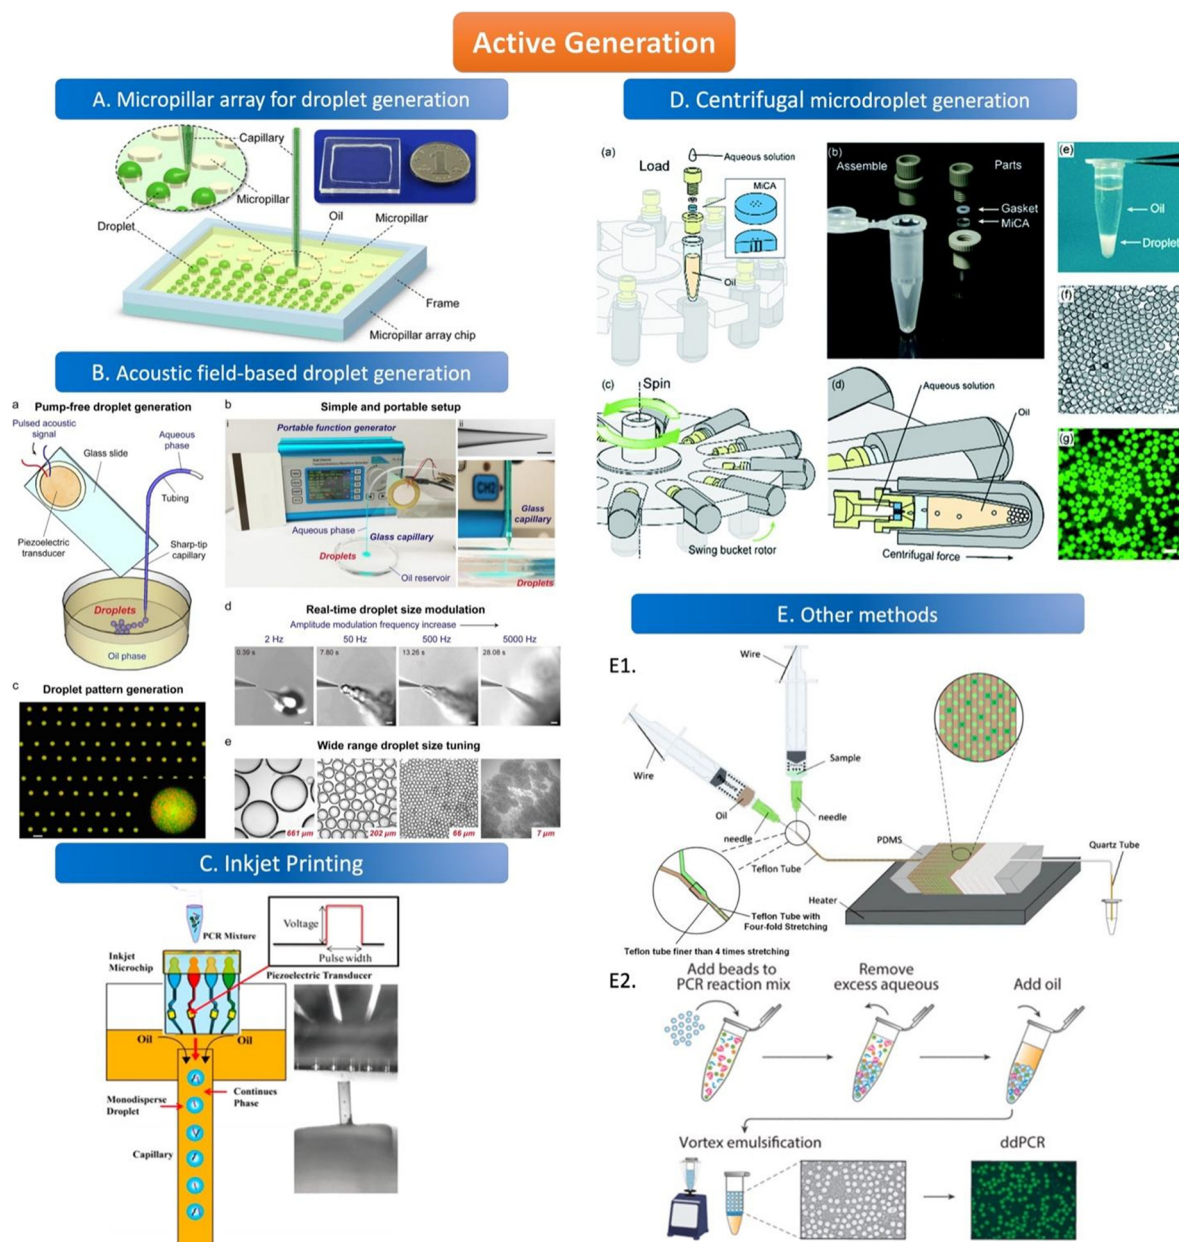 Active Generation
A. Micropillar array for droplet generation
Capillary
Micropillar
Droplet
Oil
Micropillar
Frame
Micropillar array chip
B. Acoustic field-based droplet generation
a
Pump-free droplet generation
Pulsed acoustic
signal
Glass slide
Aqueous
phase
Tubing
Piezoelectric
transducer
Sharp-tip
capillary
Droplets
Oil phase
b
Simple and portable setup
i
Portable function generator
Aqueous phase
Glass capillary
Droplets
Oil reservoir
ii
CH2
Glass
capillary
Droplets
c
Droplet pattern generation
d
Real-time droplet size modulation
Amplitude modulation frequency increase
2 Hz
50 Hz
500 Hz
5000 Hz
0.39 s
7.80 s
13.26 s
28.08 s
e
Wide range droplet size tuning
661 μm
202 μm
66 μm
7 μm
C. Inkjet Printing
PCR Mixture
Inkjet
Microchip
Voltage
Pulse width
Piezoelectric Transducer
Oil
Oil
Continues
Phase
Monodisperse
Droplet
Capillary
D. Centrifugal microdroplet generation
(a)
Load
Aqueous solution
MiCA
Oil
(b)
Assemble
Parts
Gasket
MiCA
(c)
Spin
Swing bucket rotor
(d)
Aqueous solution
Oil
Centrifugal force
(e)
Oil
Droplet
(f)
(g)
E. Other methods
E1.
Wire
Wire
Sample
Oil
needle
needle
Teflon Tube
PDMS
Quartz Tube
Heater
Teflon Tube with
Four-fold Stretching
Teflon tube finer than 4 times stretching
E2.
Add beads to
PCR reaction mix
Remove
excess aqueous
Add oil
Vortex emulsification
ddPCR